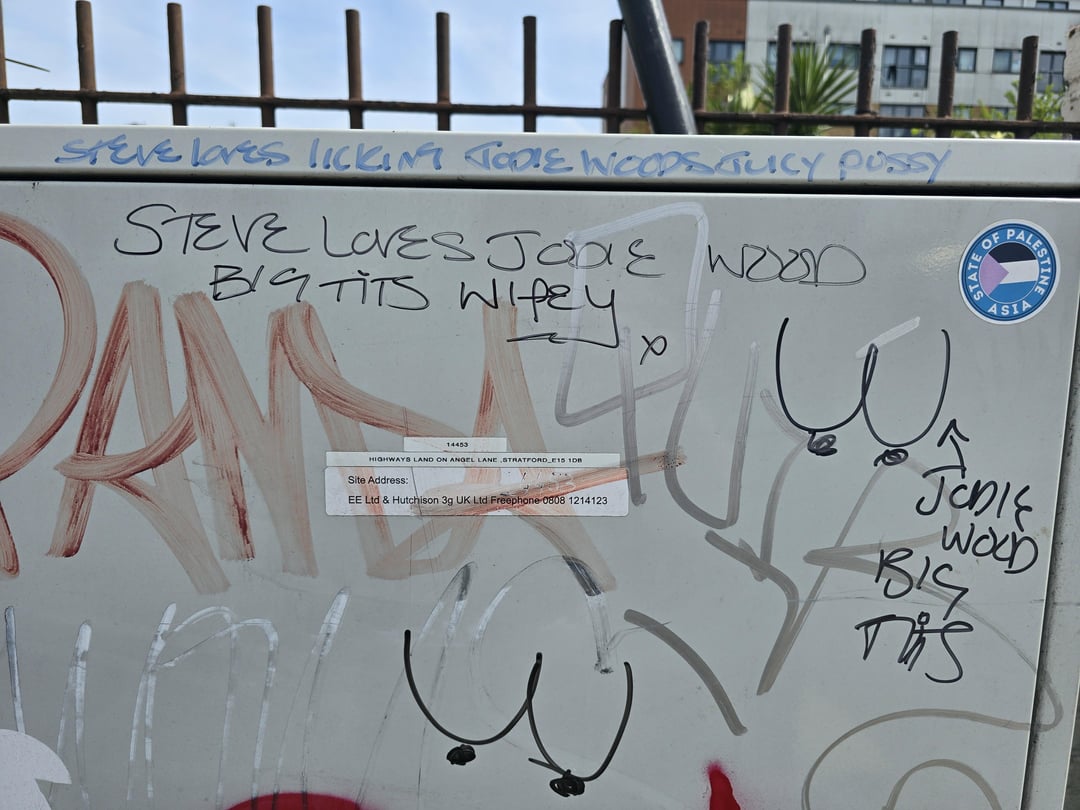 STEVE loves lICKING JODIE WOODS JUICY pUSSY
STEVE LOVES JODIE WOOD
BIG TiTS WIfEY
x
STATE OF PALESTINE
ASIA
14453
HIGHWAYS LAND ON ANGEL LANE ,STRATFORD_E15 1DB
Site Address:
EE Ltd & Hutchison 3g UK Ltd Freephone 0808 1214123
JODIE
WOOD
BIG
TiTS